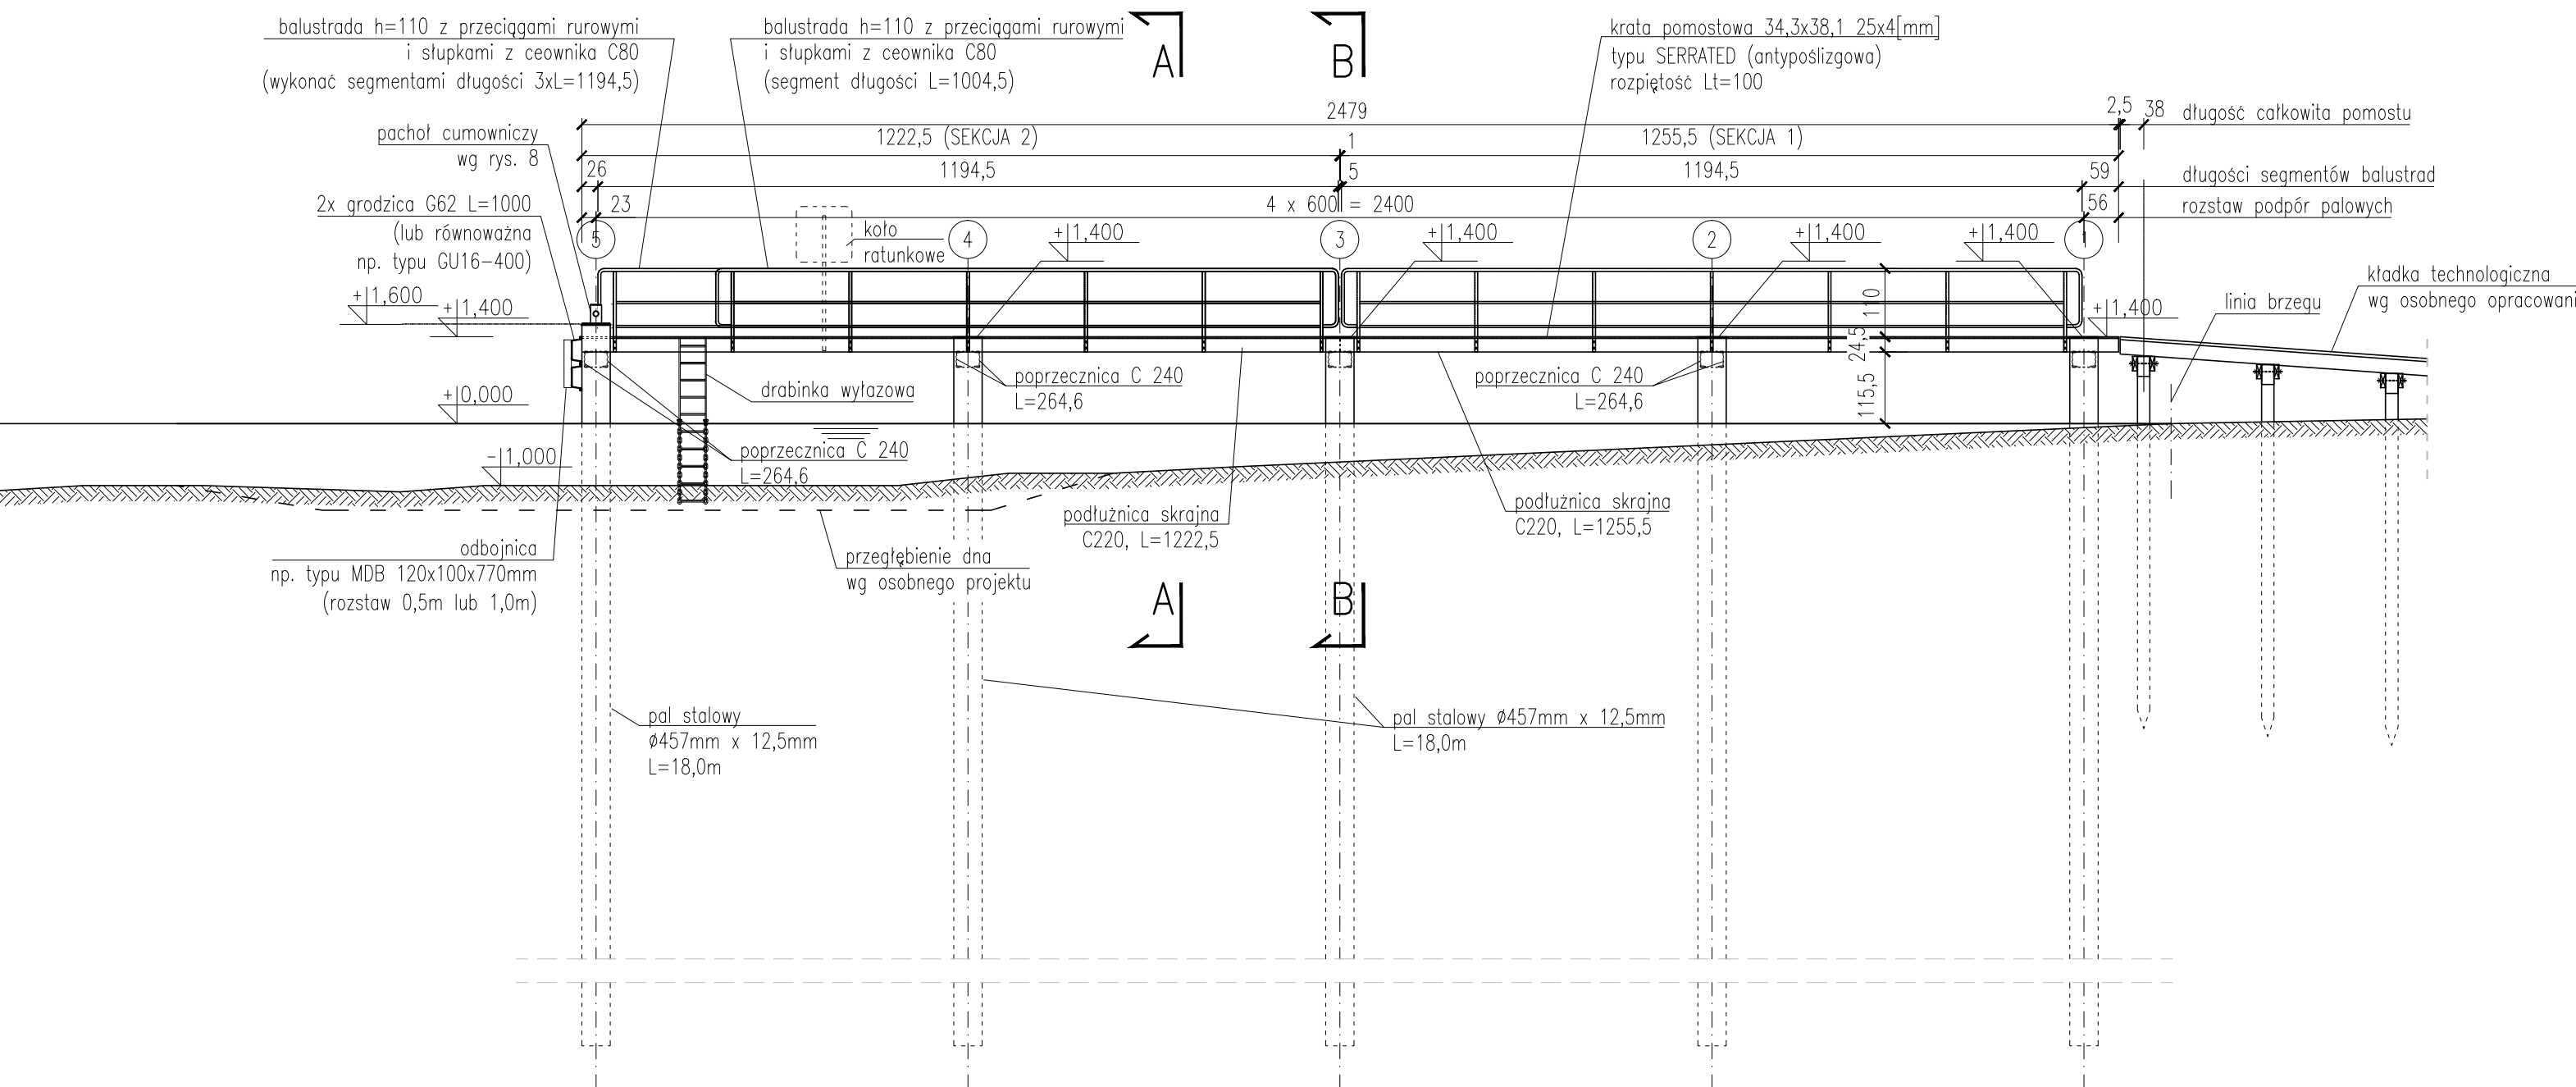 balustrada h=110 z przeciągami rurowymi
i słupkami z ceownika C80
(wykonać segmentami długości 3xL=1194,5)
balustrada h=110 z przeciągami rurowymi
i słupkami z ceownika C80
(segment długości L=1004,5)
A
B
krata pomostowa 34,3x38,1 25x4[mm]
typu SERRATED (antypoślizgowa)
rozpiętość Lt=100
2479
2,5
38
długość całkowita pomostu
1222,5 (SEKCJA 2)
1
1255,5 (SEKCJA 1)
26
1194,5
5
1194,5
59
długości segmentów balustrad
23
4 x 600 = 2400
56
rozstaw podpór palowych
pachoł cumowniczy
wg rys. 8
2x grodzica G62 L=1000
(lub równoważna
np. typu GU16-400)
5
koło
ratunkowe
4
+1,400
3
+1,400
2
+1,400
+1,400
1
+1,600
+1,400
+1,400
linia brzegu
kładka technologiczna
wg osobnego opracowani
110
24,5
115,5
+0,000
-1,000
drabinka wyłazowa
poprzecznica C 240
L=264,6
poprzecznica C 240
L=264,6
poprzecznica C 240
L=264,6
podłużnica skrajna
C220, L=1222,5
podłużnica skrajna
C220, L=1255,5
odbojnica
np. typu MDB 120x100x770mm
(rozstaw 0,5m lub 1,0m)
przegłębienie dna
wg osobnego projektu
A
B
pal stalowy
Ø457mm x 12,5mm
L=18,0m
pal stalowy Ø457mm x 12,5mm
L=18,0m